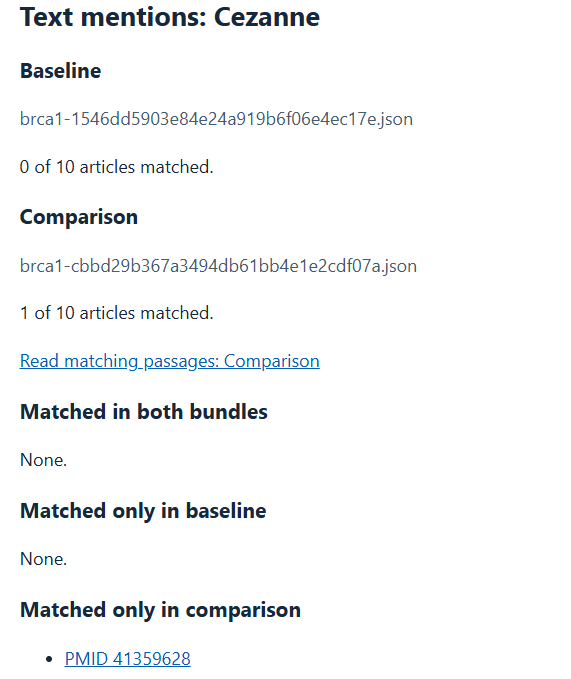 Text mentions: Cezanne
Baseline
brca1-1546dd5903e84e24a919b6f06e4ec17e.json
0 of 10 articles matched.
Comparison
brca1-cbbd29b367a3494db61bb4e1e2cdf07a.json
1 of 10 articles matched.
Read matching passages: Comparison
Matched in both bundles
None.
Matched only in baseline
None.
Matched only in comparison
• PMID 41359628